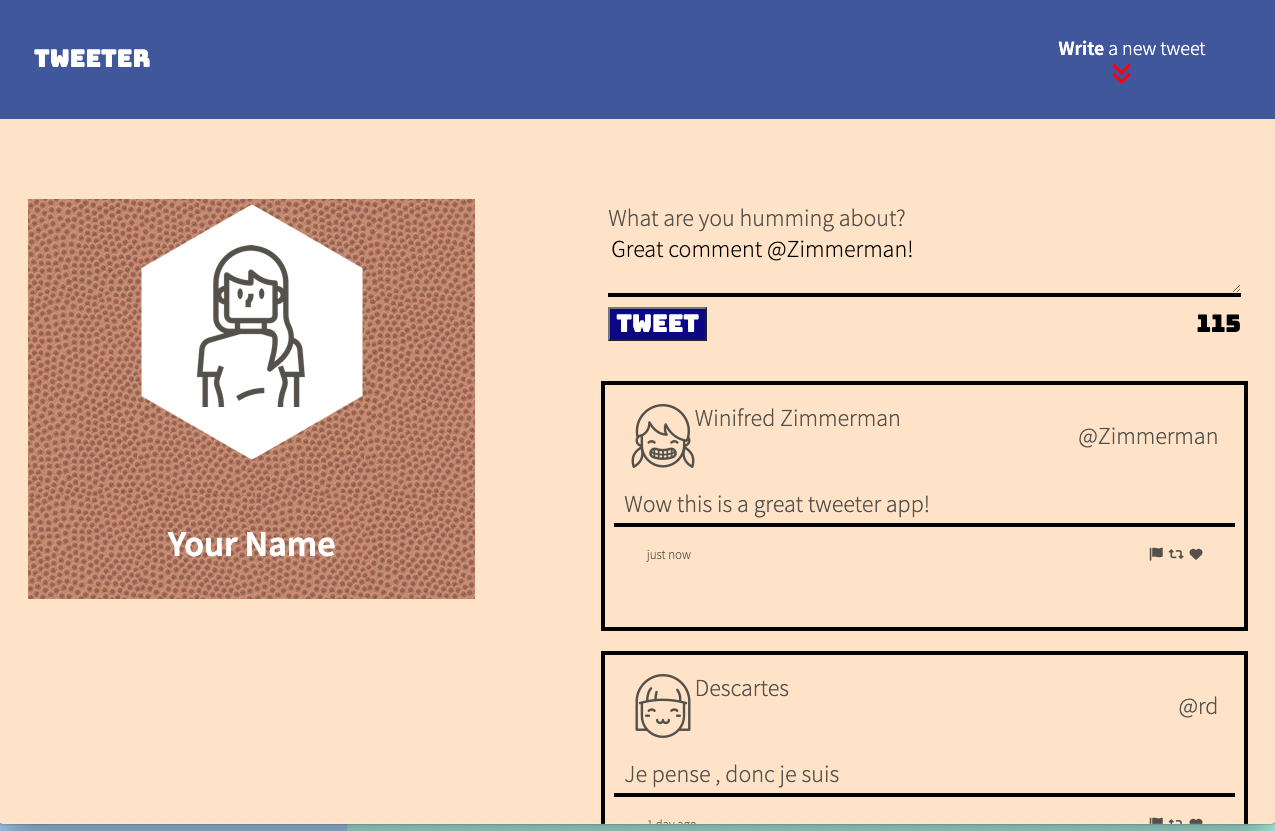 TWEETER
Write a new tweet
Your Name
What are you humming about?
Great comment @Zimmerman!
TWEET
115
Winifred Zimmerman
@Zimmerman
Wow this is a great tweeter app!
just now
Descartes
@rd
Je pense , donc je suis
1 day ago